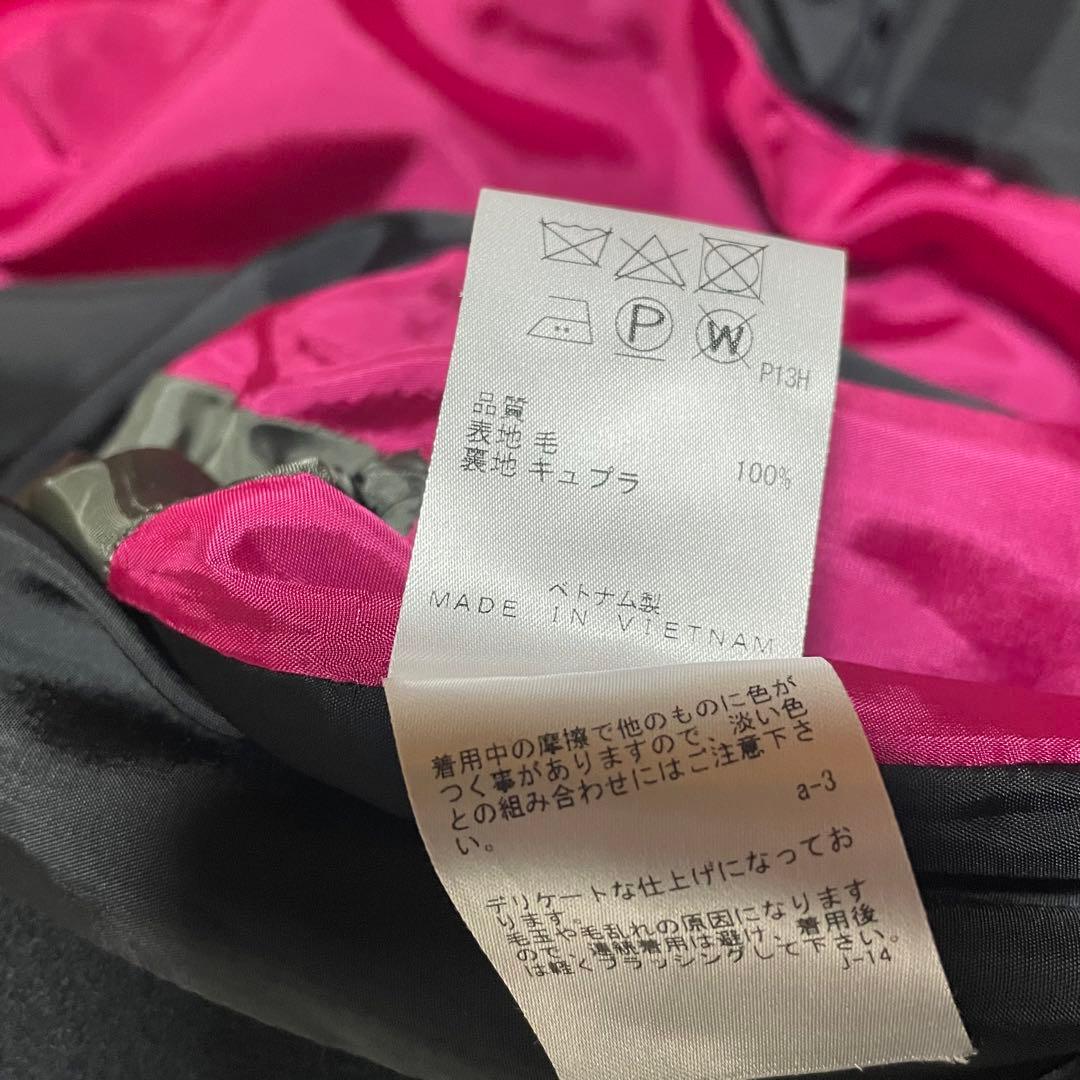 P
W
P13H
品質
表地 毛 100%
裏地 キュプラ
ベトナム製
MADE IN VIETNAM
着用中の摩擦で他のものに色が
つく事がありますので、淡い色
との組み合わせにはご注意下さ
い。 a-3
デリケートな仕上げになってお
ります。
毛玉や毛乱れの原因になります
ので、連続着用は避け、着用後
は軽くブラッシングして下さい。
J-14